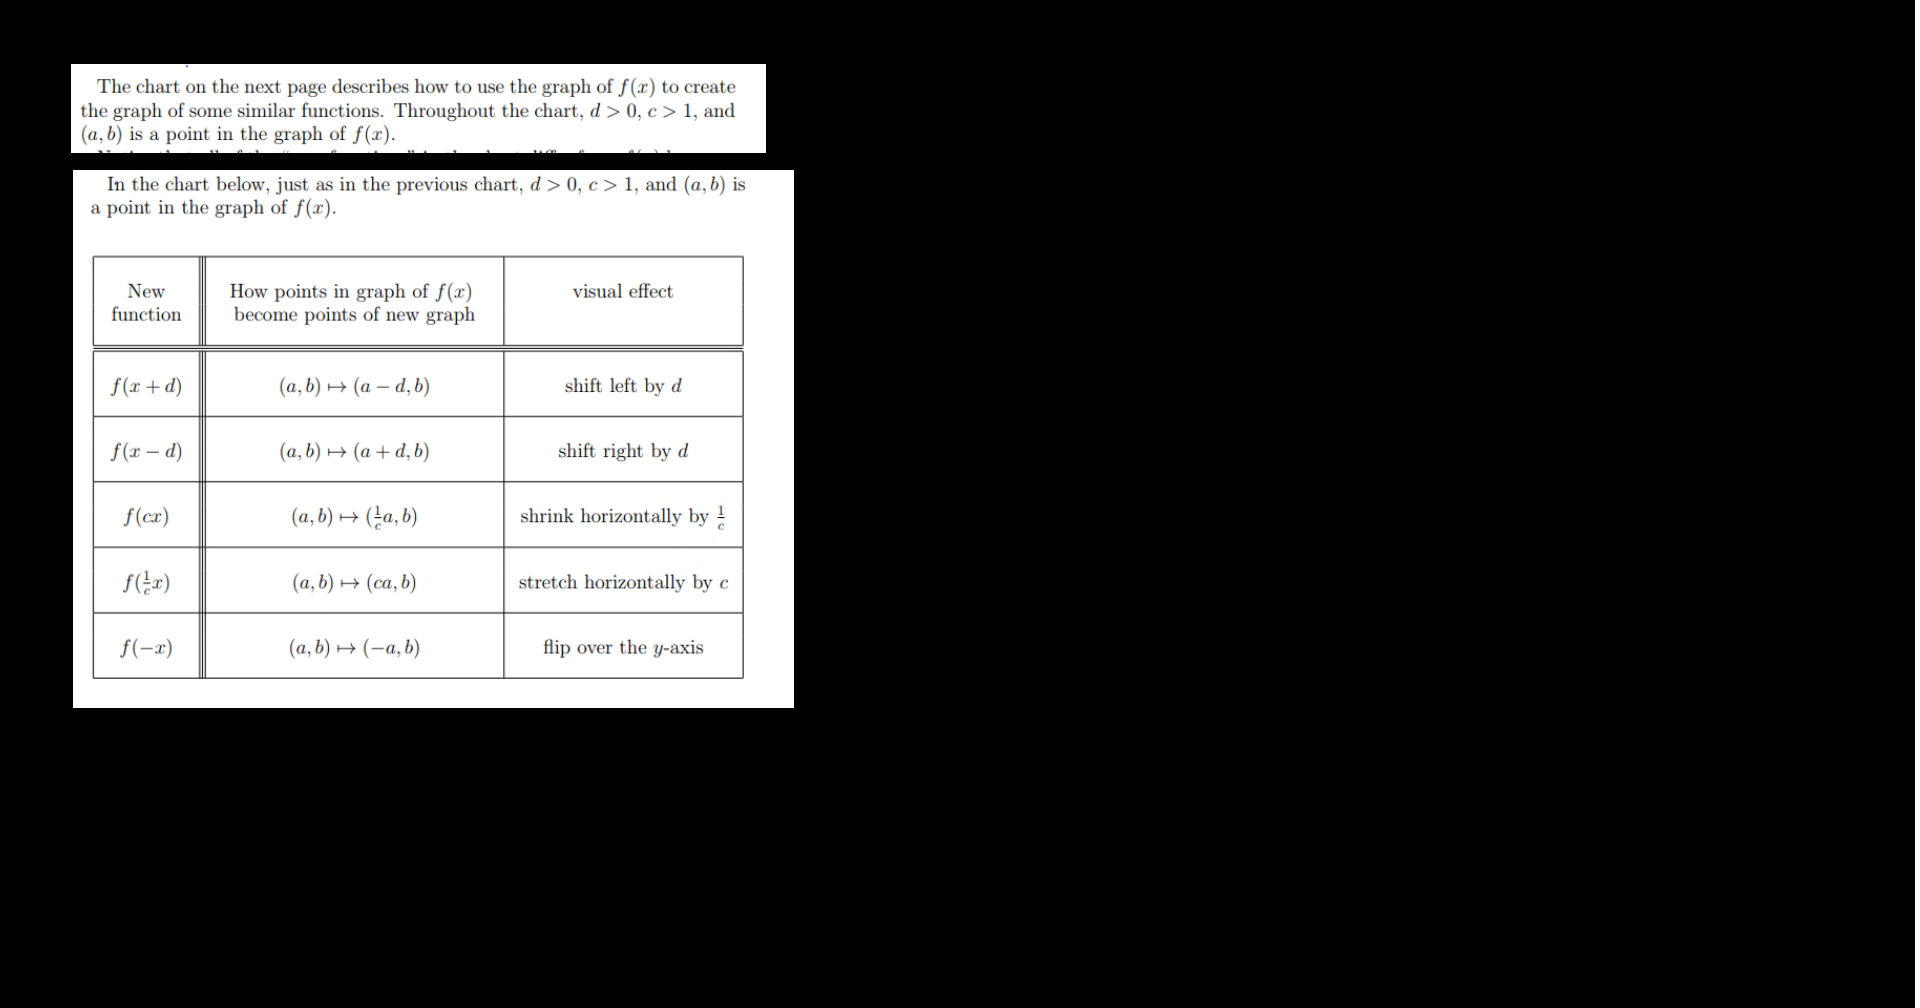 The chart on the next page describes how to use the graph of f(x) to create
the graph of some similar functions. Throughout the chart, d > 0, c > 1, and
(a, b) is a point in the graph of f(x).
In the chart below, just as in the previous chart, d > 0, c > 1, and (a, b) is
a point in the graph of f(x).
New function
How points in graph of f(x) become points of new graph
visual effect
f(x + d) (a, b) ↦ (a − d, b) shift left by d
f(x − d) (a, b) ↦ (a + d, b) shift right by d
f(cx) (a, b) ↦ (1/c a, b) shrink horizontally by 1/c
f(1/c x) (a, b) ↦ (ca, b) stretch horizontally by c
f(−x) (a, b) ↦ (−a, b) flip over the y-axis